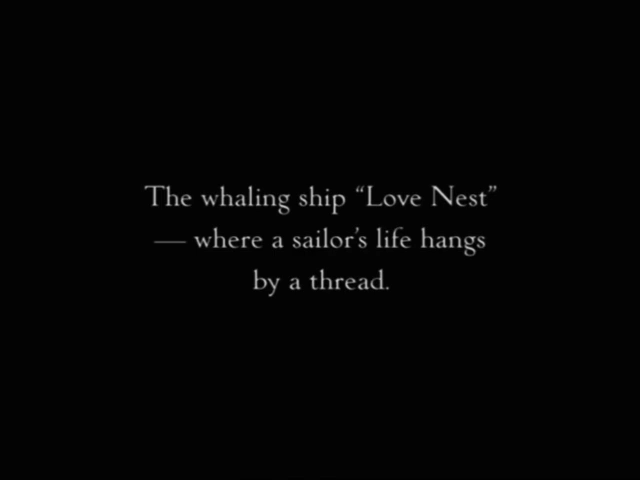 The whaling ship “Love Nest”
— where a sailor’s life hangs
by a thread.